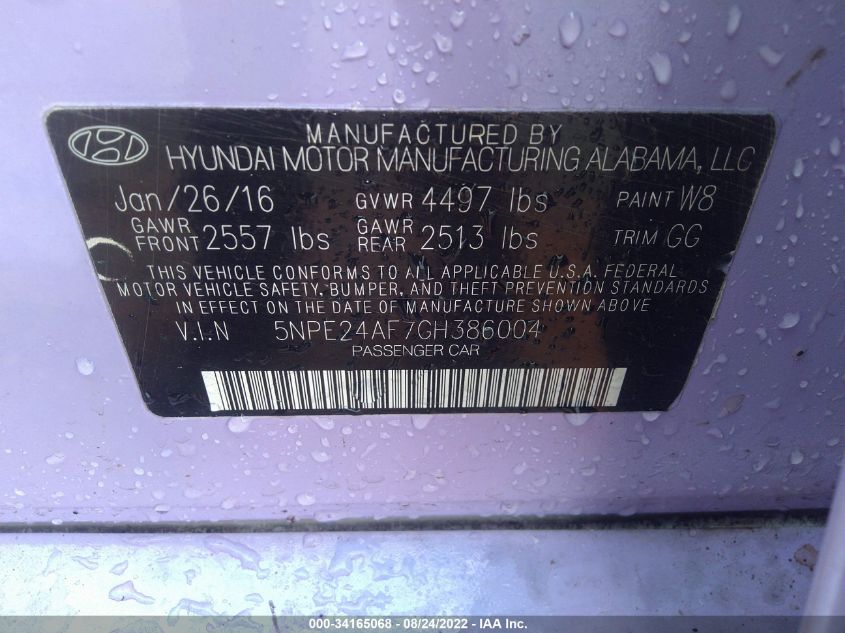 MANUFACTURED BY
HYUNDAI MOTOR MANUFACTURING ALABAMA, LLC
Jan/26/16 GVWR 4497 lbs PAINT W8
GAWR FRONT 2557 lbs GAWR REAR 2513 lbs TRIM GG
THIS VEHICLE CONFORMS TO ALL APPLICABLE U.S.A. FEDERAL
MOTOR VEHICLE SAFETY, BUMPER, AND THEFT PREVENTION STANDARDS
IN EFFECT ON THE DATE OF MANUFACTURE SHOWN ABOVE
V.I.N 5NPE24AF7GH386004
PASSENGER CAR
000-34165068 - 08/24/2022 - IAA Inc.